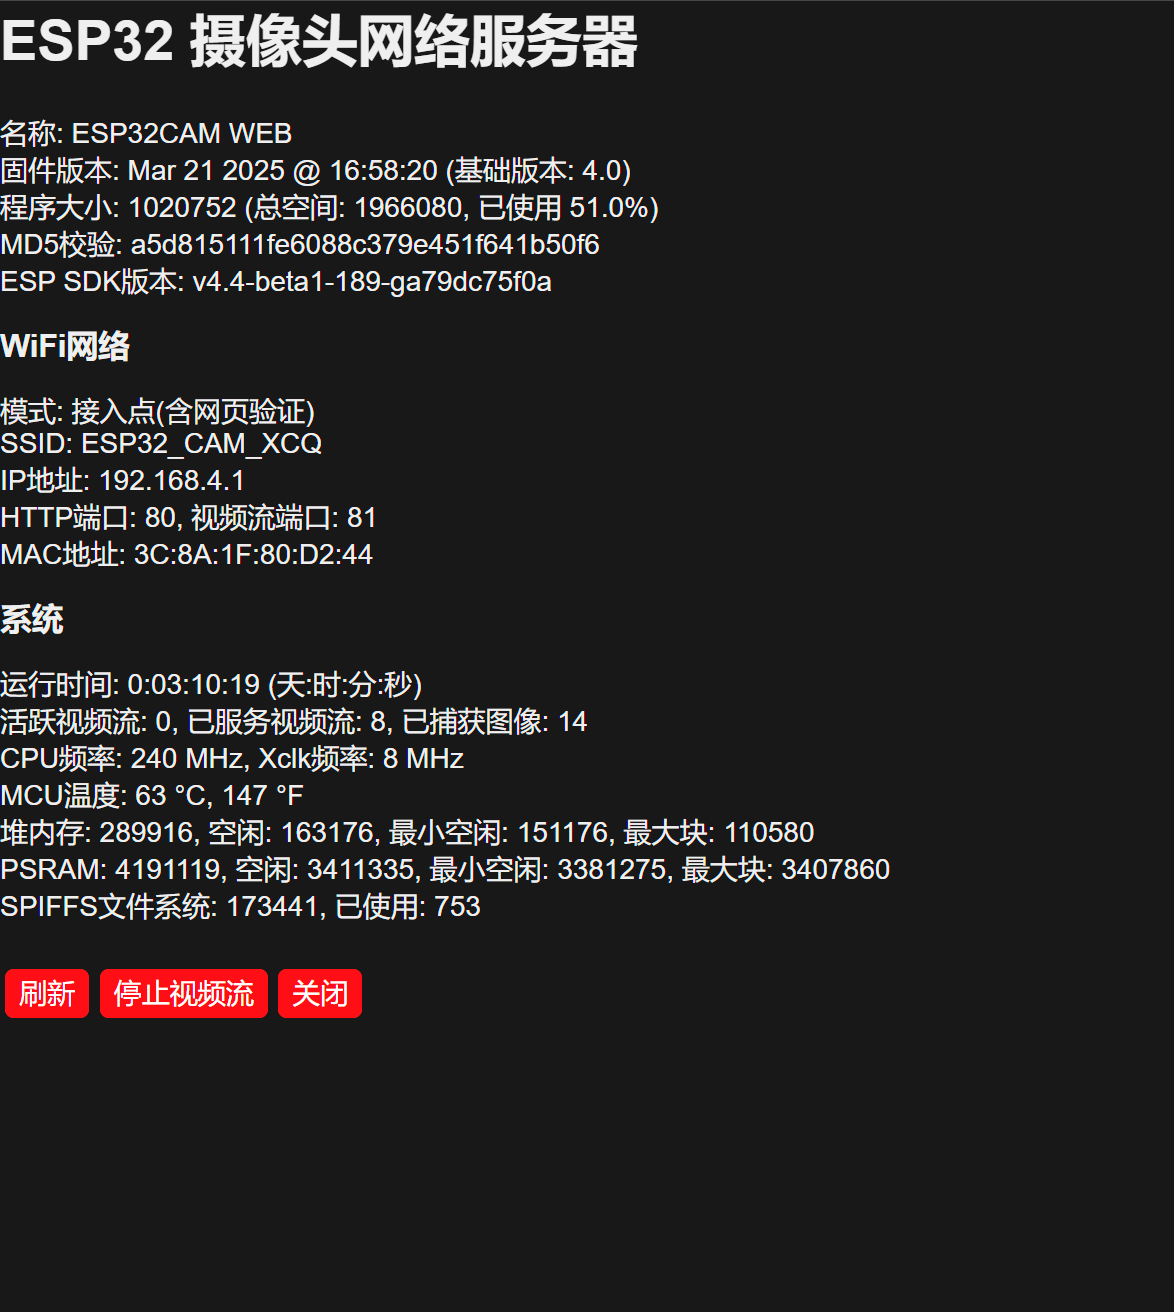 ESP32 摄像头网络服务器
名称: ESP32CAM WEB
固件版本: Mar 21 2025 @ 16:58:20 (基础版本: 4.0)
程序大小: 1020752 (总空间: 1966080, 已使用 51.0%)
MD5校验: a5d815111fe6088c379e451f641b50f6
ESP SDK版本: v4.4-beta1-189-ga79dc75f0a
WiFi网络
模式: 接入点(含网页验证)
SSID: ESP32_CAM_XCQ
IP地址: 192.168.4.1
HTTP端口: 80, 视频流端口: 81
MAC地址: 3C:8A:1F:80:D2:44
系统
运行时间: 0:03:10:19 (天:时:分:秒)
活跃视频流: 0, 已服务视频流: 8, 已捕获图像: 14
CPU频率: 240 MHz, Xclk频率: 8 MHz
MCU温度: 63 °C, 147 °F
堆内存: 289916, 空闲: 163176, 最小空闲: 151176, 最大块: 110580
PSRAM: 4191119, 空闲: 3411335, 最小空闲: 3381275, 最大块: 3407860
SPIFFS文件系统: 173441, 已使用: 753
刷新 停止视频流 关闭